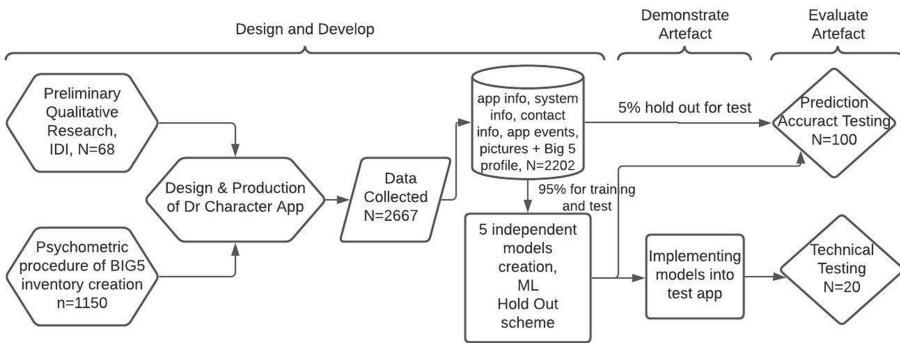 Design and Develop
Demonstrate
Artefact
Evaluate
Artefact
Preliminary
Qualitative
Research,
IDI, N=68
Psychometric
procedure of BIG5
inventory creation
n=1150
Design & Production
of Dr Character App
Data
Collected
N=2667
app info, system
info, contact
info, app events,
pictures + Big 5
profile, N=2202
5% hold out for test
95% for training
and test
5 independent
models
creation,
ML
Hold Out
scheme
Implementing
models into
test app
Prediction
Accuract Testing
N=100
Technical
Testing
N=20